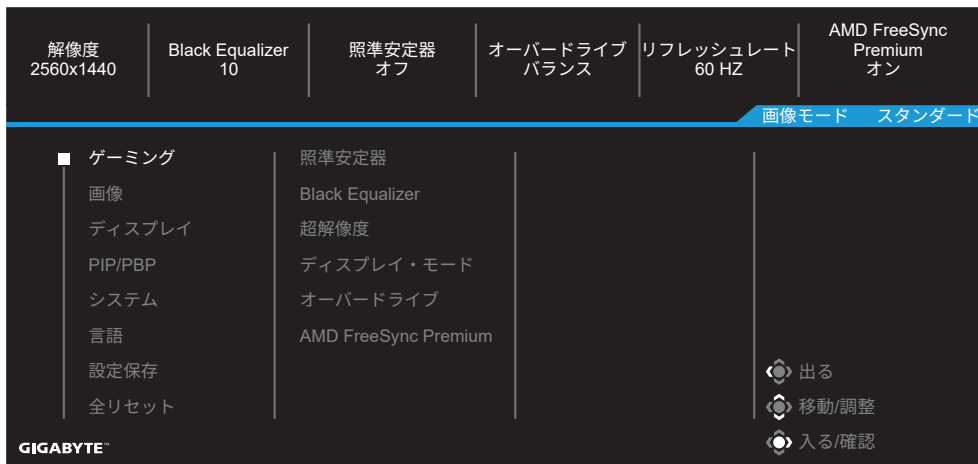 解像度
2560x1440
Black Equalizer
10
照準安定器
オフ
オーバードライブ
バランス
リフレッシュレート
60 HZ
AMD FreeSync
Premium
オン
画像モード スタンダード
ゲーミング
画像
ディスプレイ
PIP/PBP
システム
言語
設定保存
全リセット
照準安定器
Black Equalizer
超解像度
ディスプレイ・モード
オーバードライブ
AMD FreeSync Premium
出る
移動/調整
入る/確認
GIGABYTE™